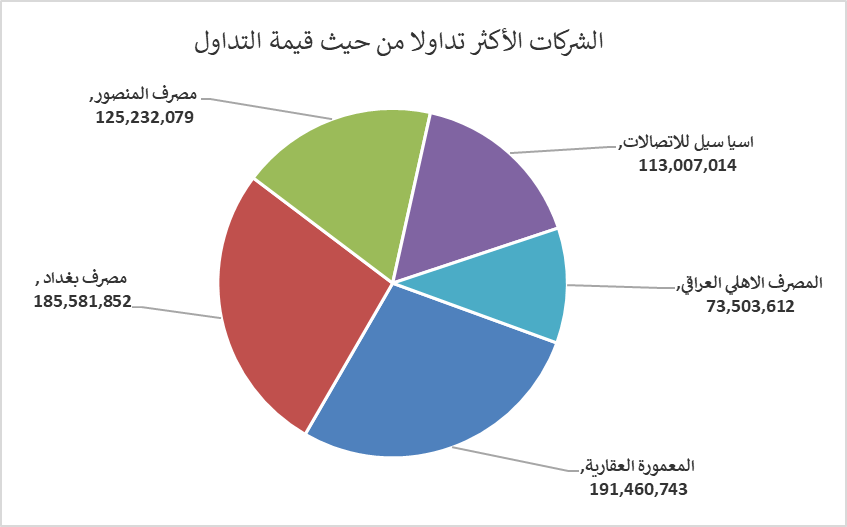 الشركات الأكثر تداولا من حيث قيمة التداول
مصرف المنصور,
125,232,079
اسيا سيل للاتصالات,
113,007,014
مصرف بغداد ,
185,581,852
المصرف الاهلي العراقي,
73,503,612
المعمورة العقارية,
191,460,743